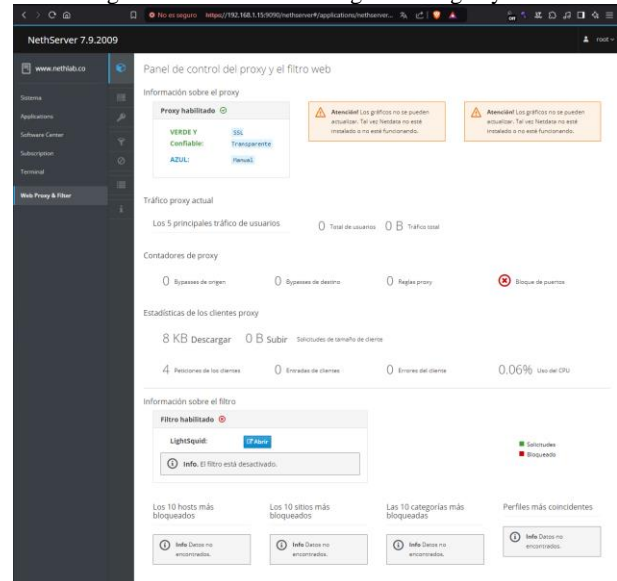 No es seguro https://192.168.1.15:9090/nethserver#/applications/nethserver...
NethServer 7.9.2009
root
www.nethlab.co
Sistema
Applications
Software Center
Subscription
Terminal
Web Proxy & Filter
Panel de control del proxy y el filtro web
Información sobre el proxy
Proxy habilitado
VERDE Y Confiable:
SSL Transparente
AZUL:
Manual
Atención! Los gráficos no se pueden
actualizar. Tal vez Netdata no esté
instalado o no esté funcionando.
Atención! Los gráficos no se pueden
actualizar. Tal vez Netdata no esté
instalado o no esté funcionando.
Tráfico proxy actual
Los 5 principales tráfico de usuarios
0 Total de usuarios 0 B Tráfico total
Contadores de proxy
0 Bypasses de origen
0 Bypasses de destino
0 Reglas proxy
Bloque de puertos
Estadísticas de los clientes proxy
8 KB Descargar 0 B Subir Solicitudes de tamaño de cliente
4 Peticiones de los clientes
0 Entradas de clientes
0 Errores del cliente
0.06% Uso del CPU
Información sobre el filtro
Filtro habilitado
LightSquid:
Abrir
Info. El filtro está desactivado.
Solicitudes
Bloqueado
Los 10 hosts más
bloqueados
Info Datos no
encontrados.
Los 10 sitios más
bloqueados
Info Datos no
encontrados.
Las 10 categorías más
bloqueadas
Info Datos no
encontrados.
Perfiles más coincidentes
Info Datos no
encontrados.